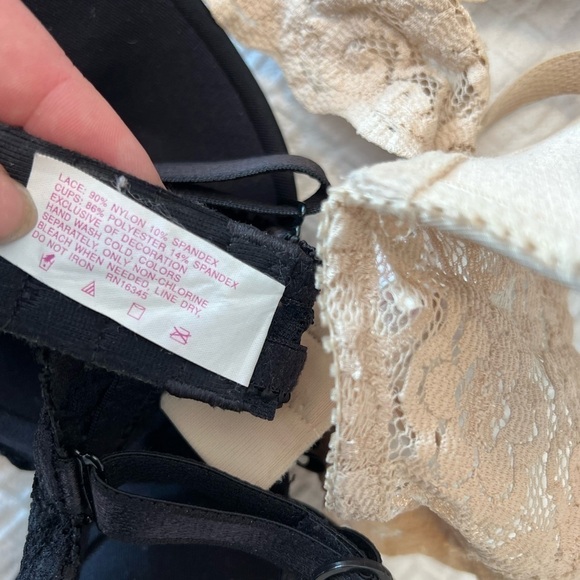 LACE: 90% NYLON 10% SPANDEX
CUPS: 86% POLYESTER 14% SPANDEX
EXCLUSIVE OF DECORATION
HAND WASH COLD, COLORS
SEPARATELY, ONLY NON-CHLORINE
BLEACH WHEN NEEDED, LINE DRY,
DO NOT IRON RN16345